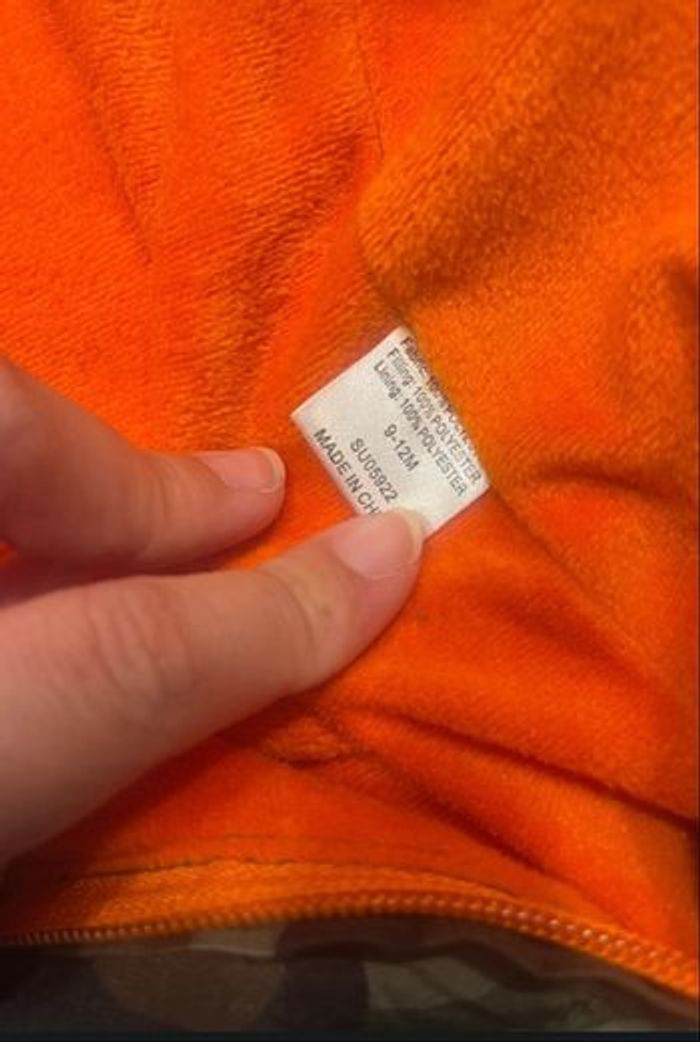 Filling: 100% POLYESTER
Lining: 100% POLYESTER
9-12M
SU05922
MADE IN